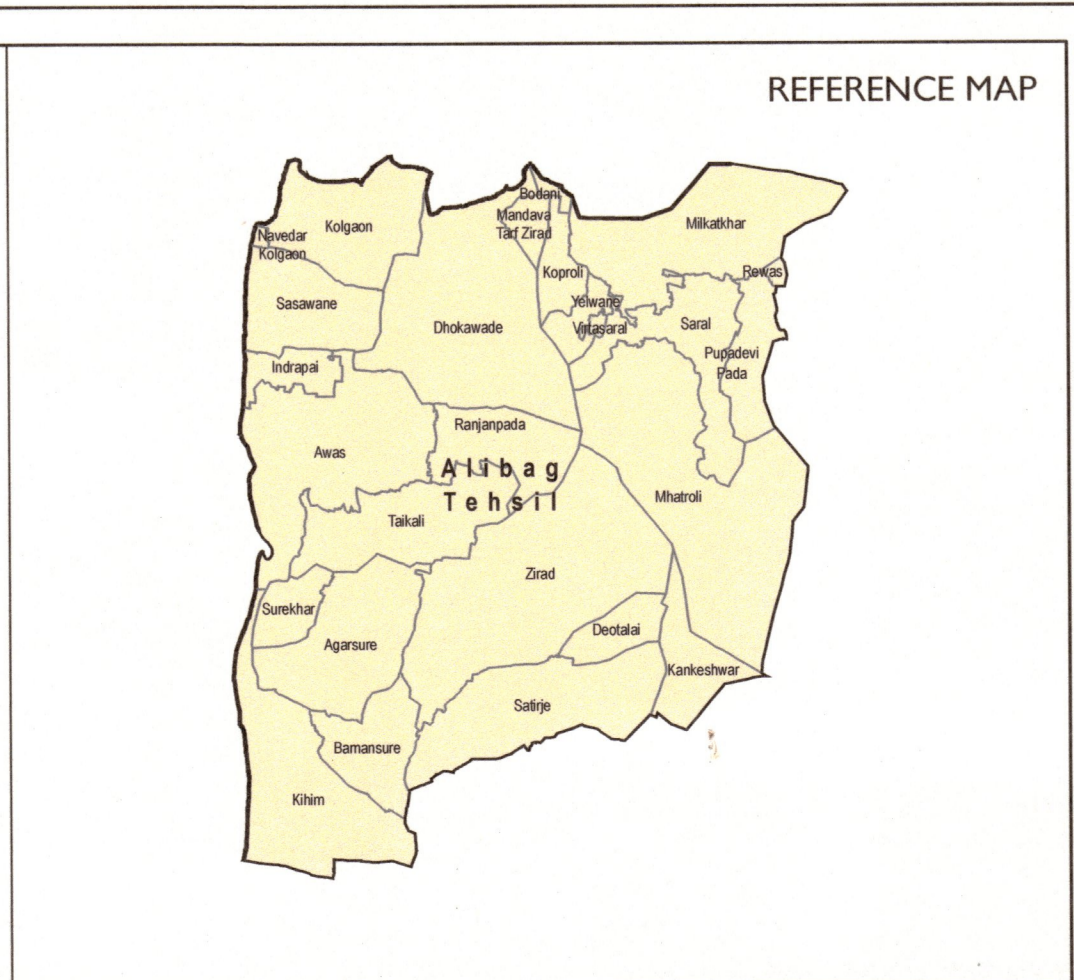 REFERENCE MAP
Bodani
Kolgaon
Mandava
Tarf Zirad
Milkatkhar
Navedar
Kolgaon
Koproli
Rewas
Sasawane
Yelwane
Dhokawade
Virtasaral
Saral
Indrapai
Pupadevi
Pada
Ranjanpada
Awas
Alibag
Tehsil
Mhatroli
Taikali
Zirad
Surekhar
Deotalai
Agarsure
Kankeshwar
Satirje
Bamansure
Kihim